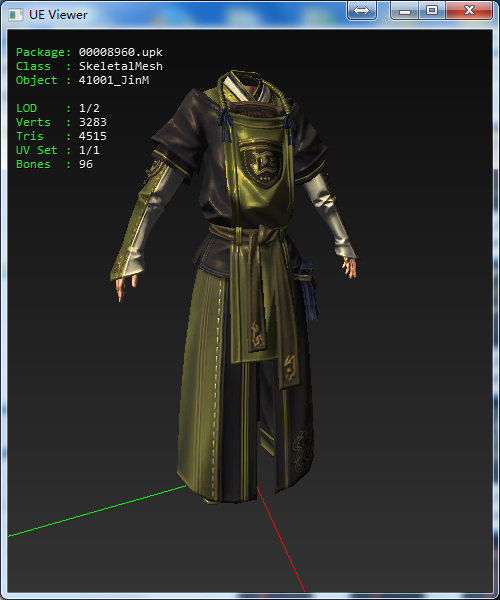 UE Viewer
Package: 00008960.upk
Class : SkeletalMesh
Object : 41001_JinM
LOD : 1/2
Verts : 3283
Tris : 4515
UV Set : 1/1
Bones : 96